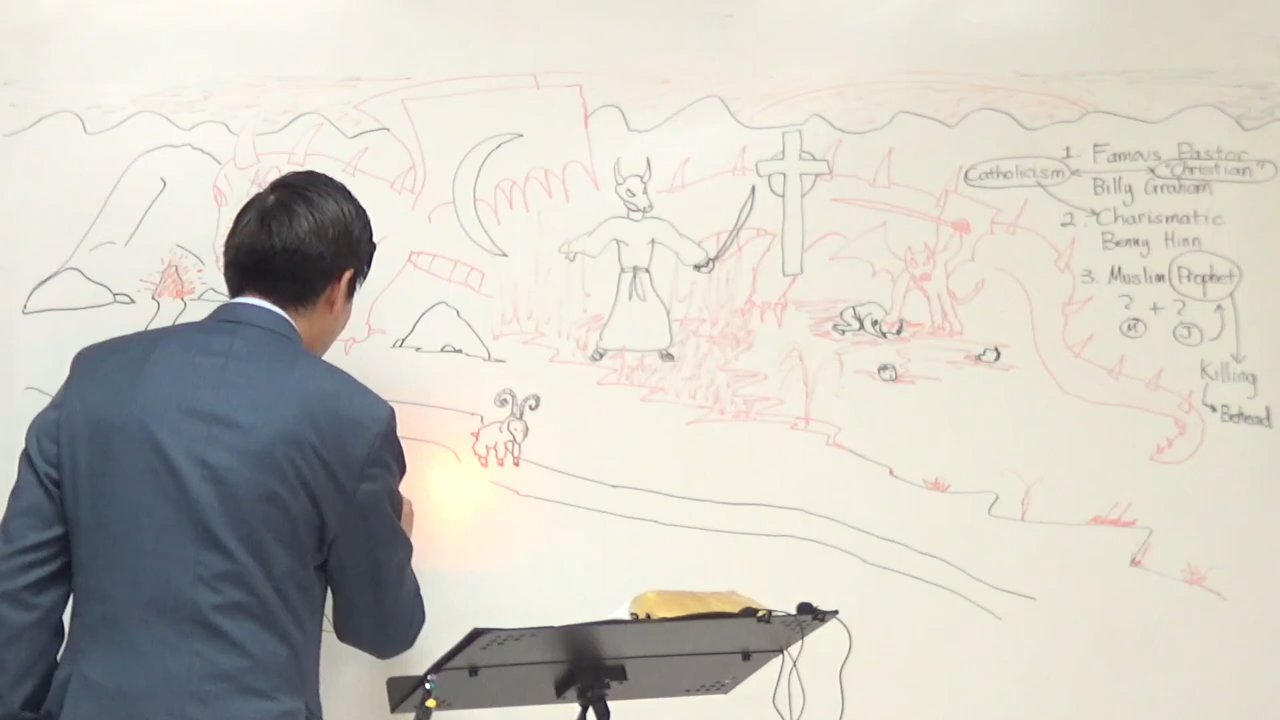 1. Famous Pastor
Catholicism "Christian"
Billy Graham
2. Charismatic
Benny Hinn
3. Muslim Prophet
? + ?
M J
Killing
Behead